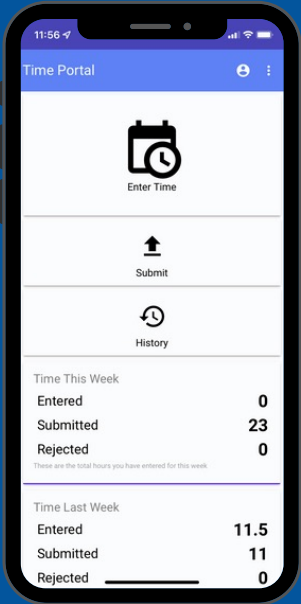 11:56
Time Portal
Enter Time
Submit
History
Time This Week
Entered 0
Submitted 23
Rejected 0
These are the total hours you have entered for this week
Time Last Week
Entered 11.5
Submitted 11
Rejected 0